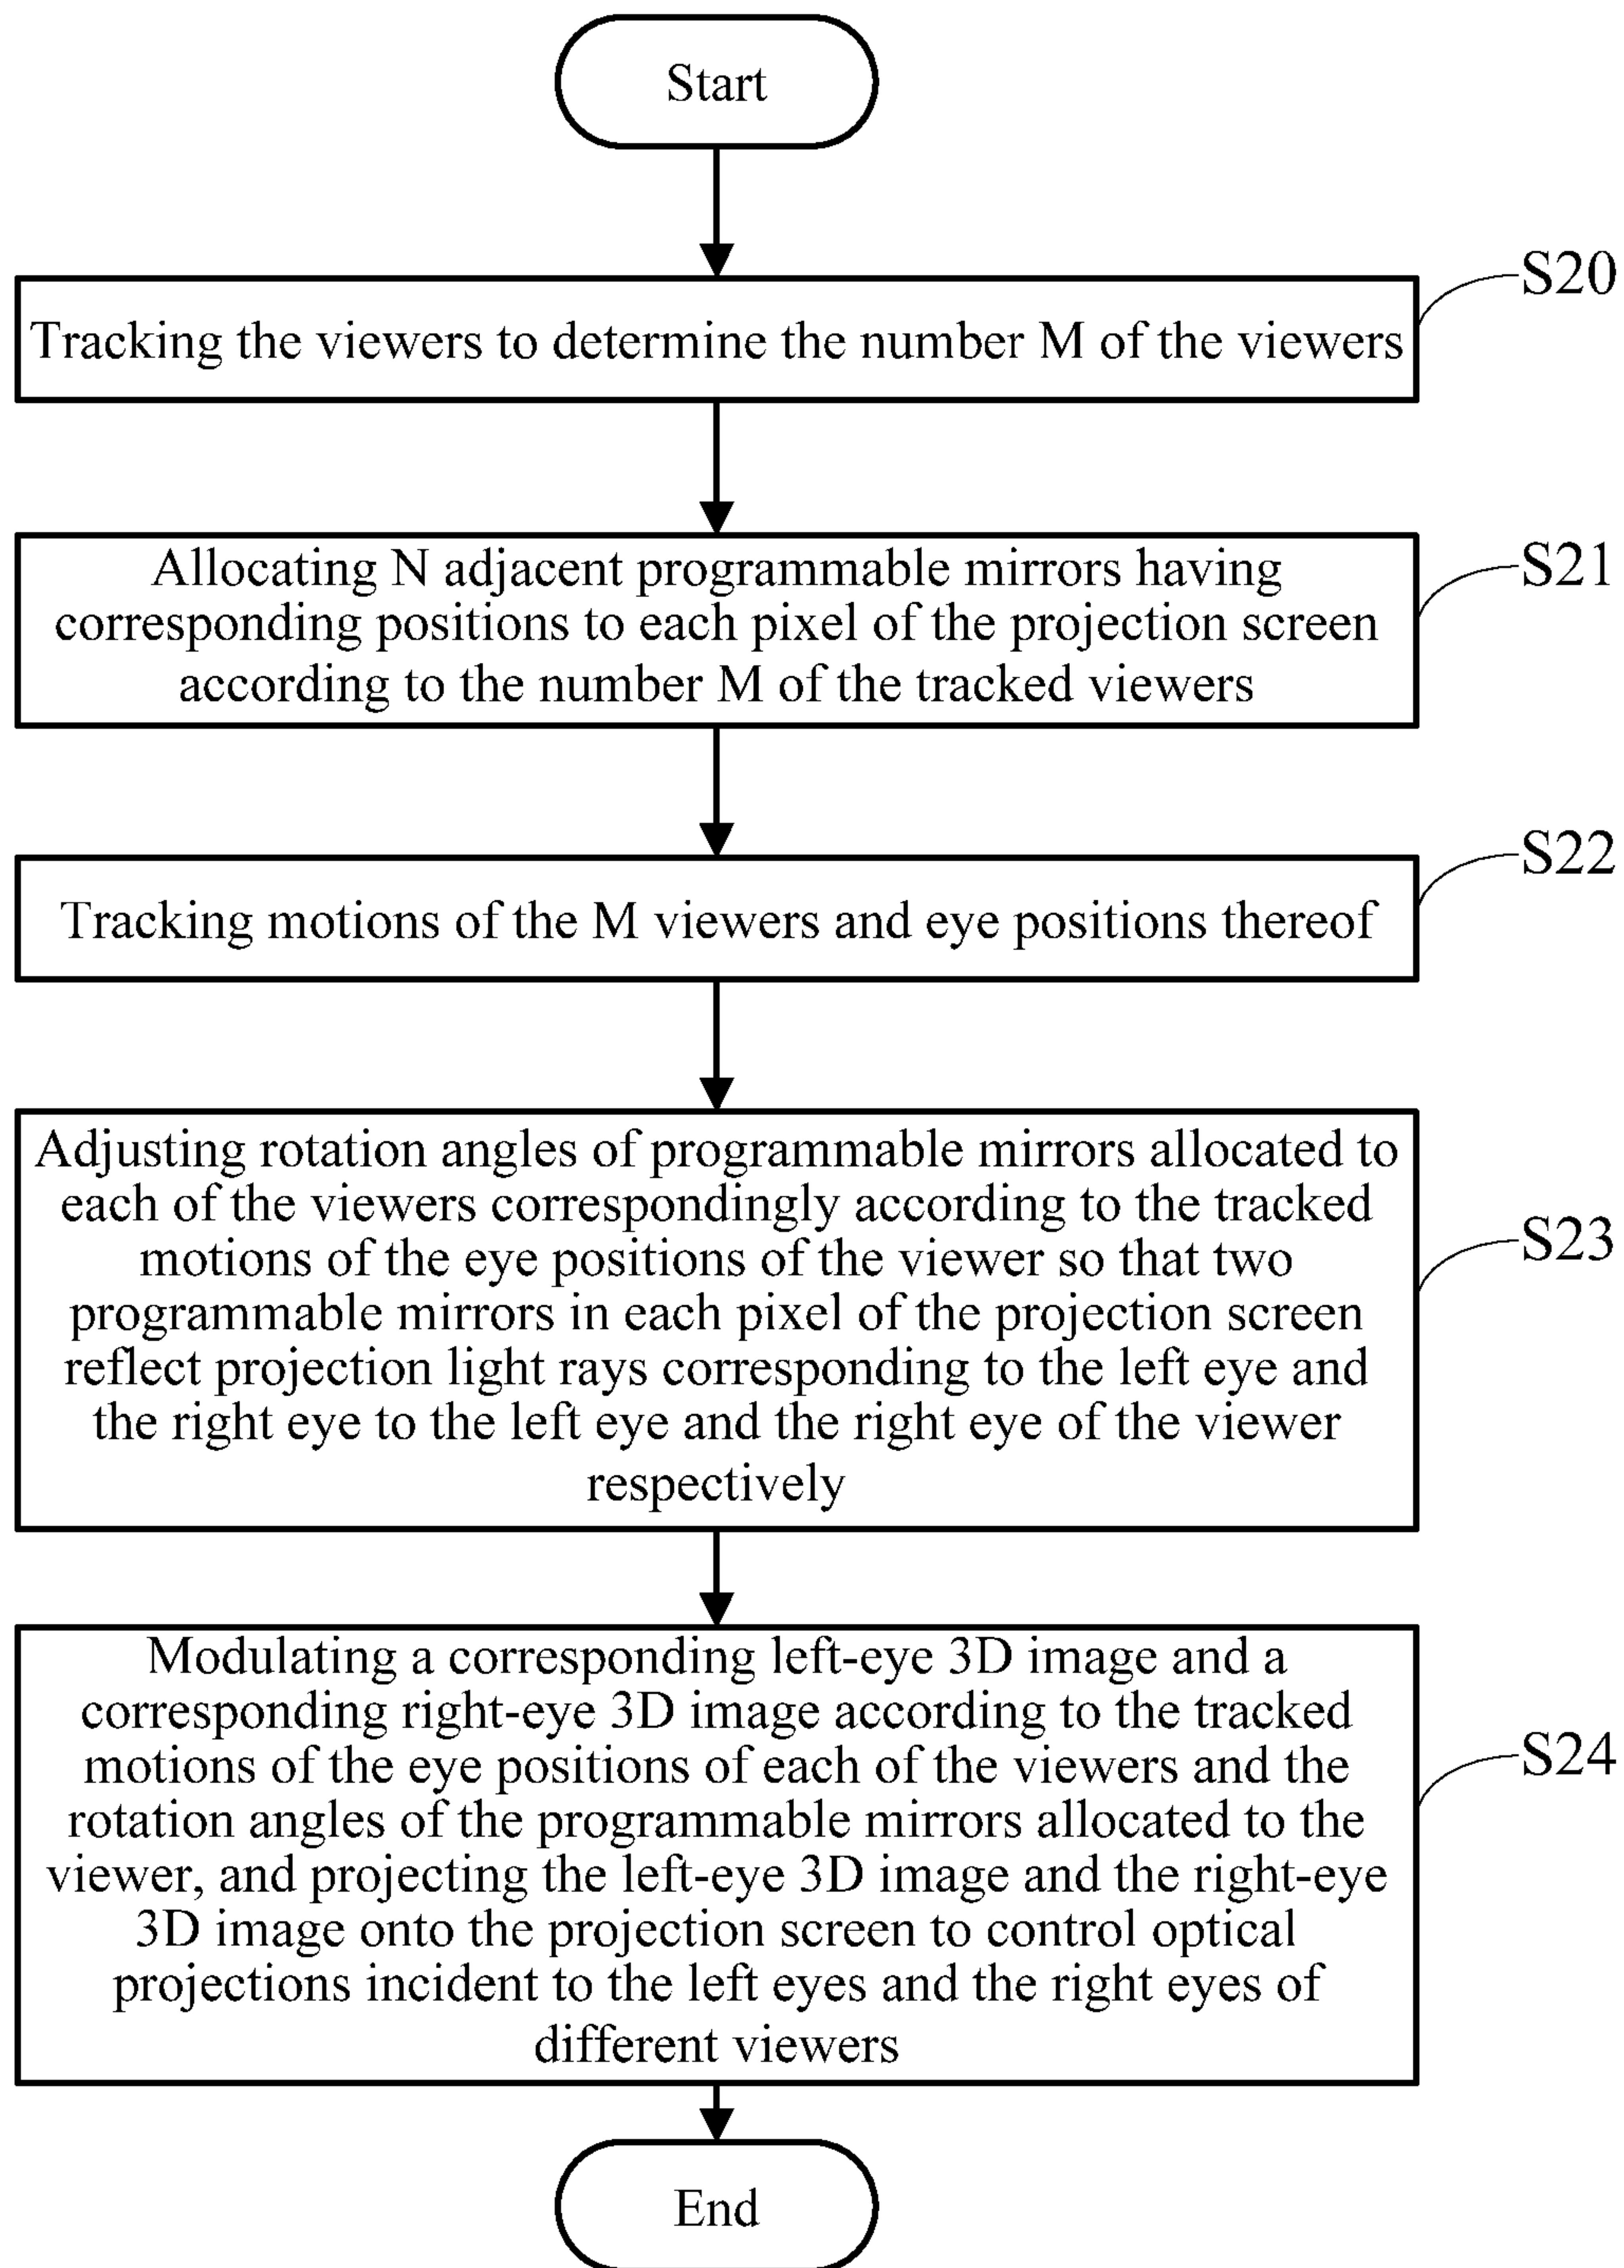 Start
S20
Tracking the viewers to determine the number M of the viewers
S21
Allocating N adjacent programmable mirrors having
corresponding positions to each pixel of the projection screen
according to the number M of the tracked viewers
S22
Tracking motions of the M viewers and eye positions thereof
Adjusting rotation angles of programmable mirrors allocated to
each of the viewers correspondingly according to the tracked
S23
motions of the eye positions of the viewer so that two
programmable mirrors in each pixel of the projection screen
reflect projection light rays corresponding to the left eye and
the right eye to the left eye and the right eye of the viewer
respectively
Modulating a corresponding left-eye 3D image and a
corresponding right-eye 3D image according to the tracked
S24
motions of the eye positions of each of the viewers and the
rotation angles of the programmable mirrors allocated to the
viewer, and projecting the left-eye 3D image and the right-eye
3D image onto the projection screen to control optical
projections incident to the left eyes and the right eyes of
different viewers
End